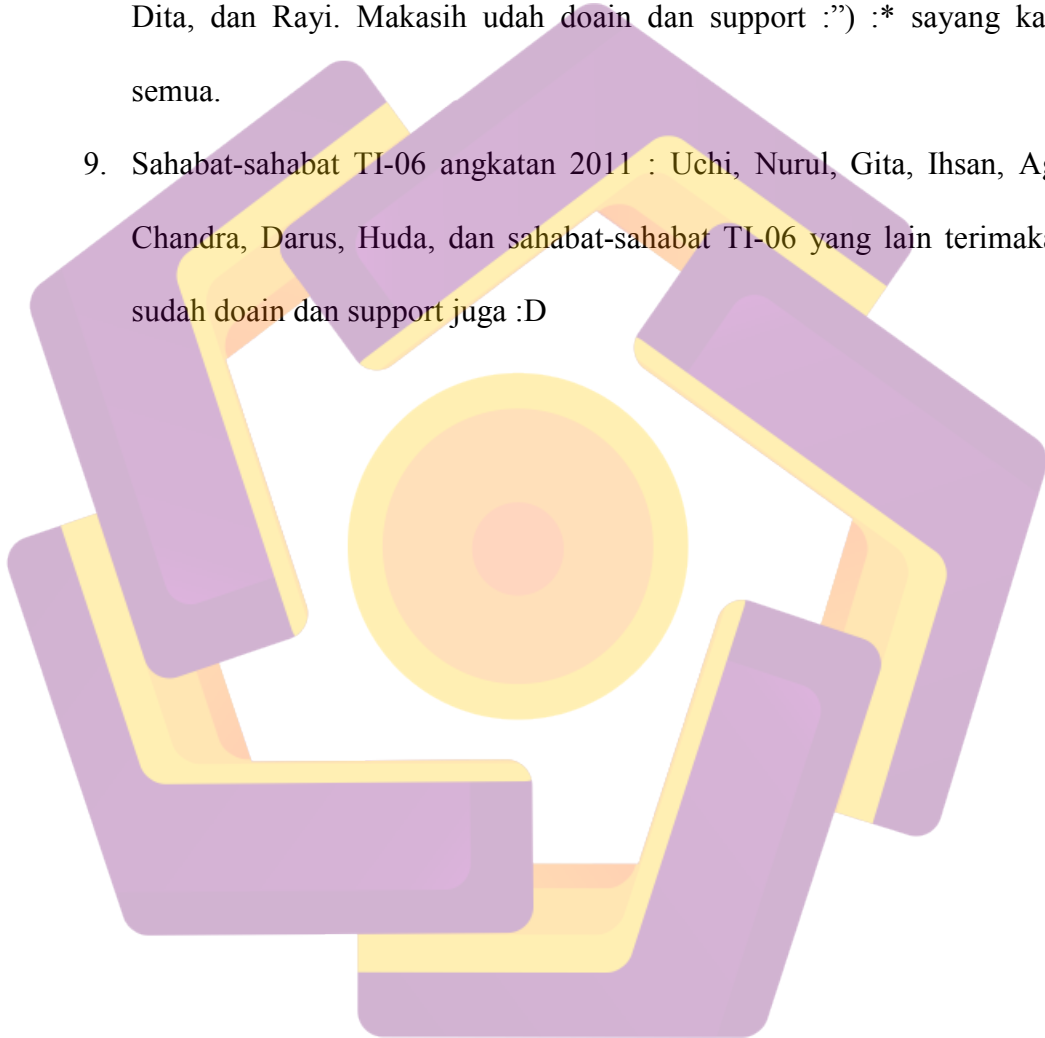 Dita, dan Rayi. Makasih udah doain dan support :”) :* sayang ka
semua.
9. Sahabat-sahabat TI-06 angkatan 2011 : Uchi, Nurul, Gita, Ihsan, Ag
Chandra, Darus, Huda, dan sahabat-sahabat TI-06 yang lain terimaka
sudah doain dan support juga :D